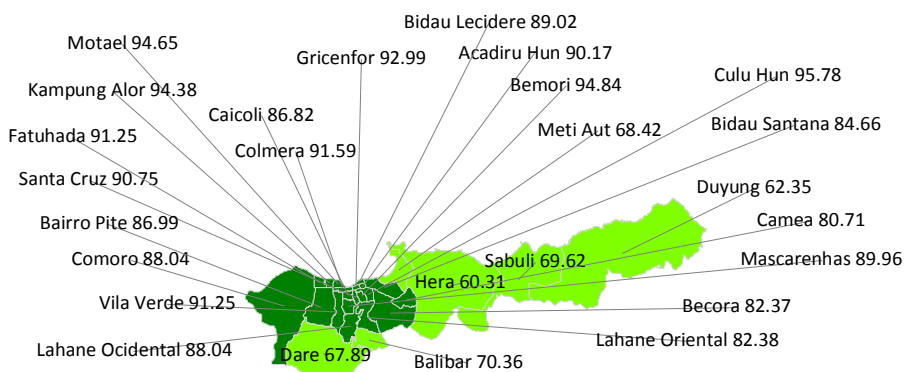 Bidau Lecidere 89.02
Motael 94.65
Gricenfor 92.99
Acadiru Hun 90.17
Culu Hun 95.78
Kampung Alor 94.38
Bemori 94.84
Caicoli 86.82
Meti Aut 68.42
Bidau Santana 84.66
Fatuhada 91.25
Colmera 91.59
Santa Cruz 90.75
Duyung 62.35
Bairro Pite 86.99
Camea 80.71
Comoro 88.04
Sabuli 69.62
Mascarenhas 89.96
Hera 60.31
Vila Verde 91.25
Becora 82.37
Lahane Ocidental 88.04
Dare 67.89
Balibar 70.36
Lahane Oriental 82.38